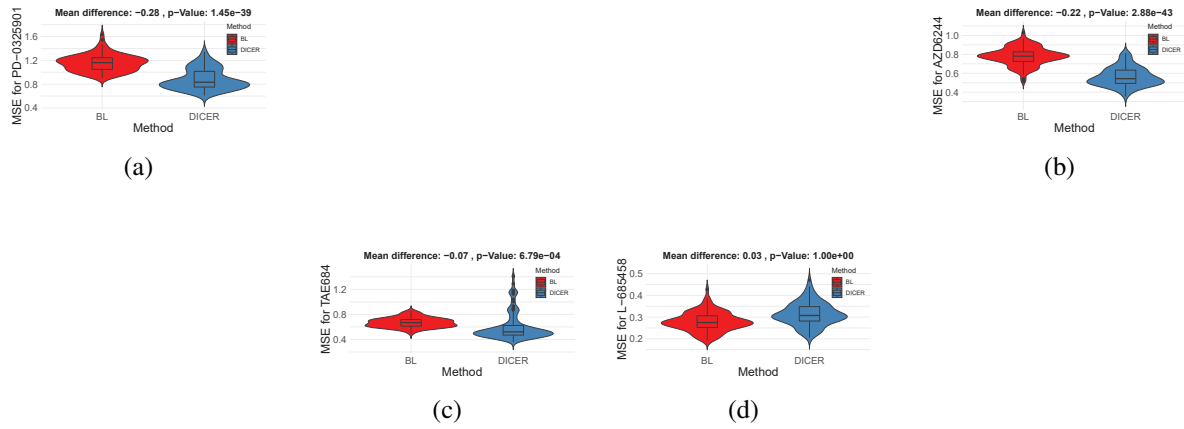 Mean difference: −0.28 , p−Value: 1.45e−39
MSE for PD−0325901
1.6
1.2
0.8
0.4
Method
BL
DICER
BL
DICER
Method
(a)
Mean difference: −0.22 , p−Value: 2.88e−43
MSE for AZD6244
1.0
0.8
0.6
0.4
Method
BL
DICER
BL
DICER
Method
(b)
Mean difference: −0.07 , p−Value: 6.79e−04
MSE for TAE684
1.2
0.8
0.4
Method
BL
DICER
BL
DICER
Method
(c)
Mean difference: 0.03 , p−Value: 1.00e+00
MSE for L−685458
0.5
0.4
0.3
0.2
Method
BL
DICER
BL
DICER
Method
(d)